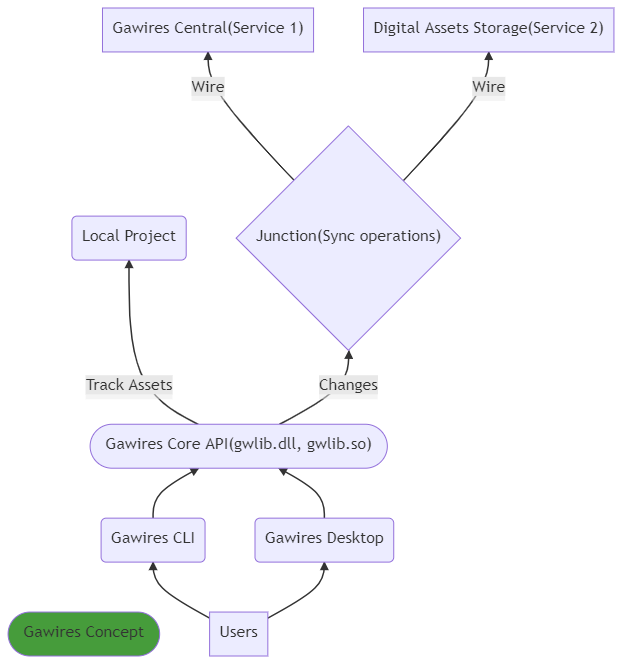 Gawires Central(Service 1)
Digital Assets Storage(Service 2)
Wire
Wire
Local Project
Junction(Sync operations)
Track Assets
Changes
Gawires Core API(gwlib.dll, gwlib.so)
Gawires CLI
Gawires Desktop
Gawires Concept
Users